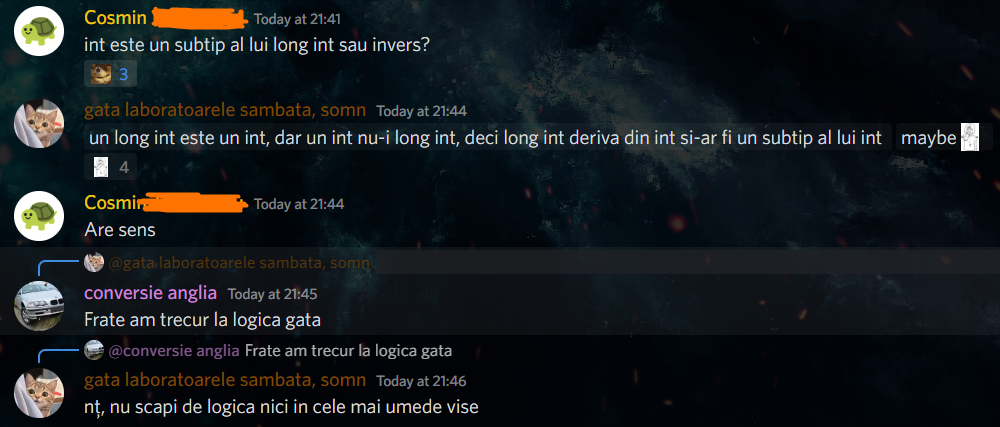 Cosmin Today at 21:41
int este un subtip al lui long int sau invers?
3
gata laboratoarele sambata, somn Today at 21:44
un long int este un int, dar un int nu-i long int, deci long int deriva din int si-ar fi un subtip al lui int maybe
4
Cosmin Today at 21:44
Are sens
@gata laboratoarele sambata, somn
conversie anglia Today at 21:45
Frate am trecur la logica gata
@conversie anglia Frate am trecur la logica gata
gata laboratoarele sambata, somn Today at 21:46
nț, nu scapi de logica nici in cele mai umede vise